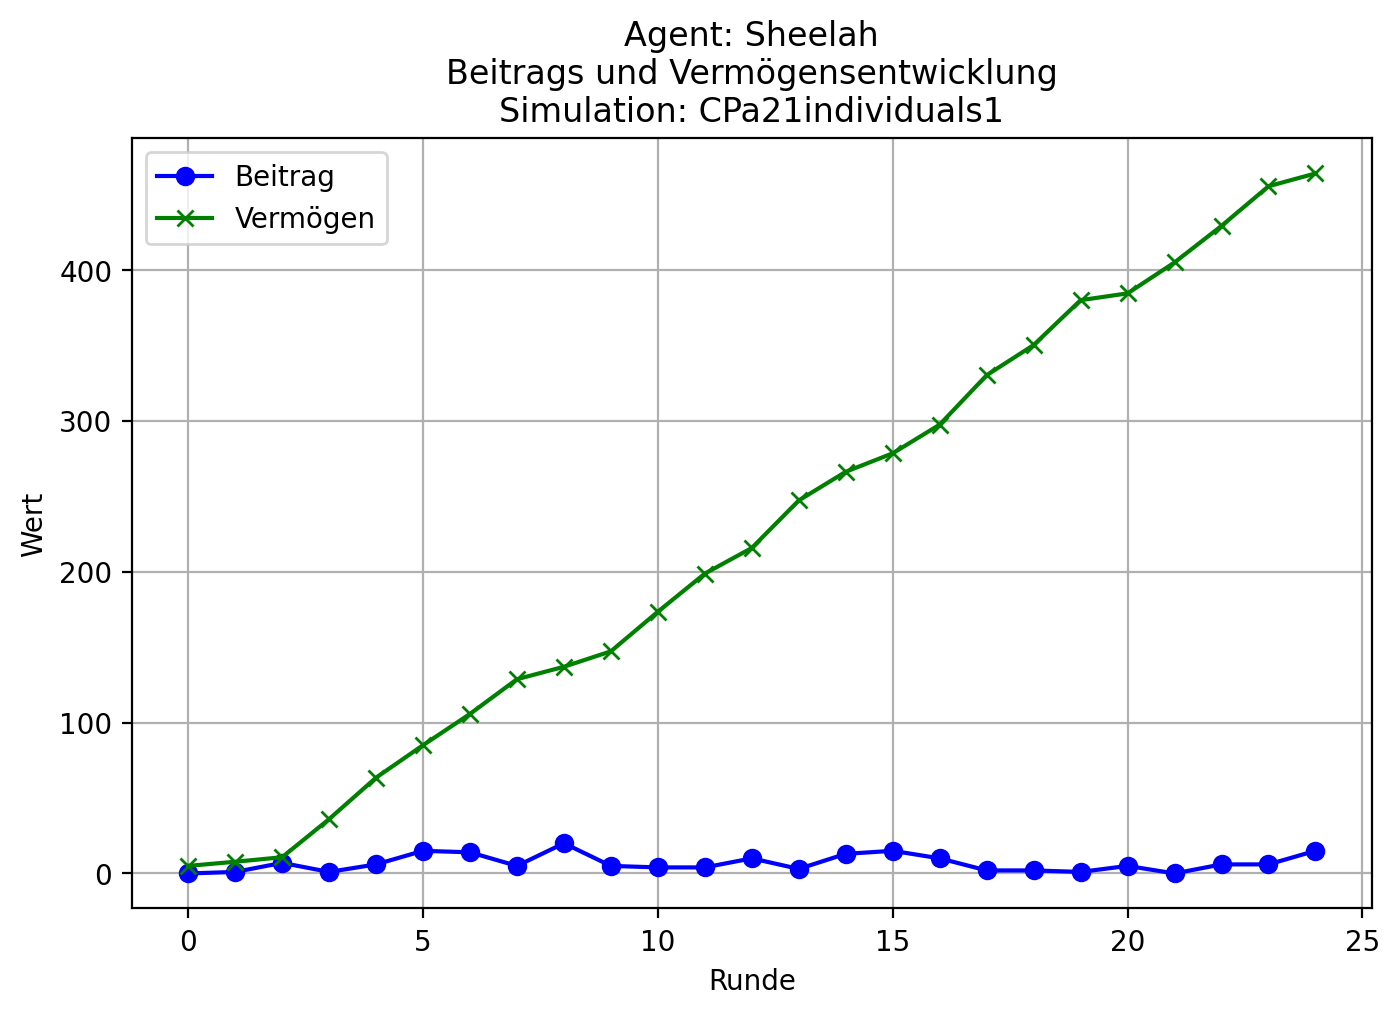 Agent: Sheelah
Beitrags und Vermögensentwicklung
Simulation: CPa21individuals1
Beitrag
Vermögen
400
300
200
100
0
Wert
0 5 10 15 20 25
Runde